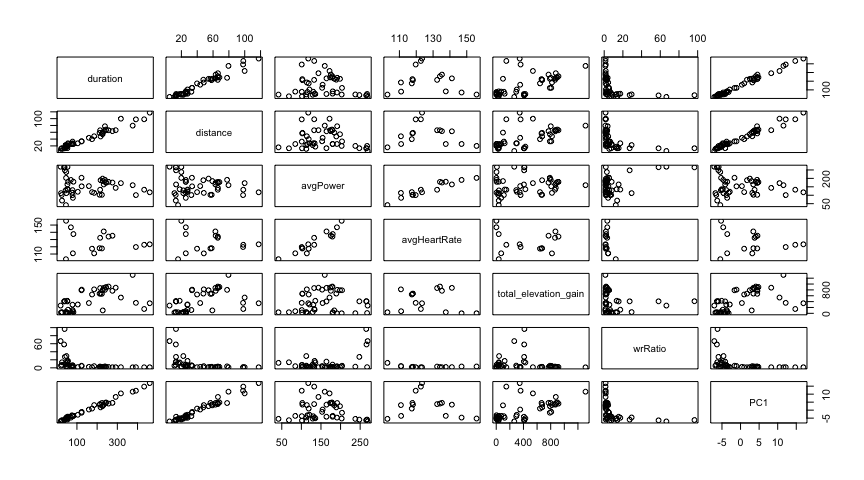 20 60 100
110 130 150
0 20 60 100
duration
100
100
20
distance
avgPower
200
50
150
110
avgHeartRate
total_elevation_gain
800
0
60
0
wrRatio
PC1
10
-5
100 300
50 150 250
0 400 800
-5 0 5 10